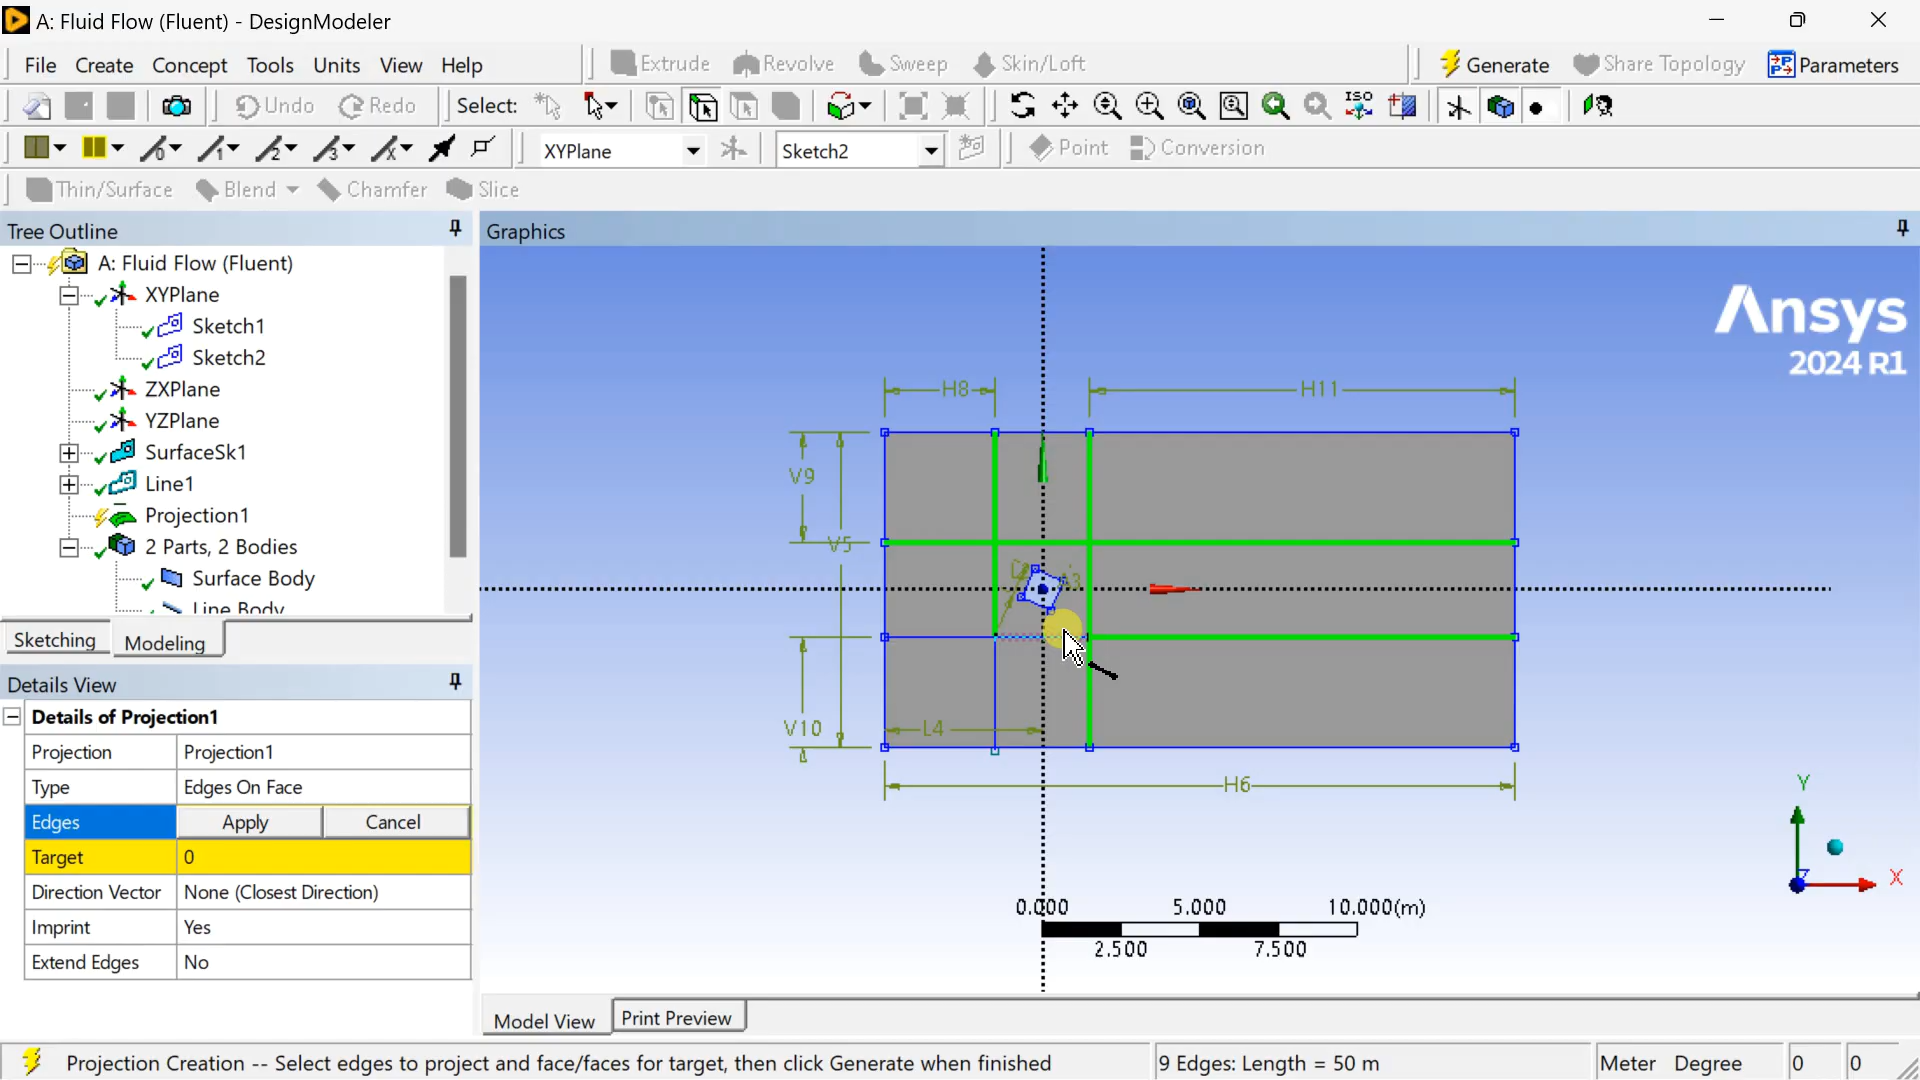 A: Fluid Flow (Fluent) - DesignModeler
File Create Concept Tools Units View Help
Extrude Revolve Sweep Skin/Loft
Generate Share Topology Parameters
Undo Redo Select:
ISO
XYPlane Sketch2 Point Conversion
Thin/Surface Blend Chamfer Slice
Tree Outline
A: Fluid Flow (Fluent)
XYPlane
Sketch1
Sketch2
ZXPlane
YZPlane
SurfaceSk1
Line1
Projection1
2 Parts, 2 Bodies
Surface Body
Line Body
Sketching Modeling
Details View
Details of Projection1
Projection Projection1
Type Edges On Face
Edges Apply Cancel
Target 0
Direction Vector None (Closest Direction)
Imprint Yes
Extend Edges No
Graphics
Ansys
2024 R1
H8
H11
V9
V5
V10
L4
H6
Y
X
0.000 5.000 10.000(m)
2.500 7.500
Model View Print Preview
Projection Creation -- Select edges to project and face/faces for target, then click Generate when finished
9 Edges: Length = 50 m
Meter Degree 0 0